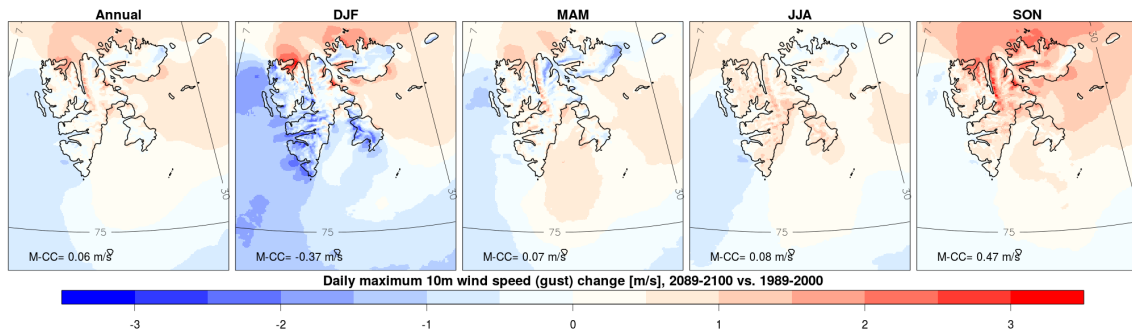 Annual DJF MAM JJA SON
30
30 30 30 30
75 75 75 75 75
M-CC= 0.06 m/s M-CC= -0.37 m/s M-CC= 0.07 m/s M-CC= 0.08 m/s M-CC= 0.47 m/s
Daily maximum 10m wind speed (gust) change [m/s], 2089-2100 vs. 1989-2000
-3 -2 -1 0 1 2 3